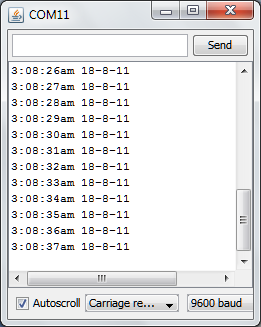 COM11
Send
3:08:26am 18-8-11
3:08:27am 18-8-11
3:08:28am 18-8-11
3:08:29am 18-8-11
3:08:30am 18-8-11
3:08:31am 18-8-11
3:08:32am 18-8-11
3:08:33am 18-8-11
3:08:34am 18-8-11
3:08:35am 18-8-11
3:08:36am 18-8-11
3:08:37am 18-8-11
Autoscroll Carriage re... 9600 baud